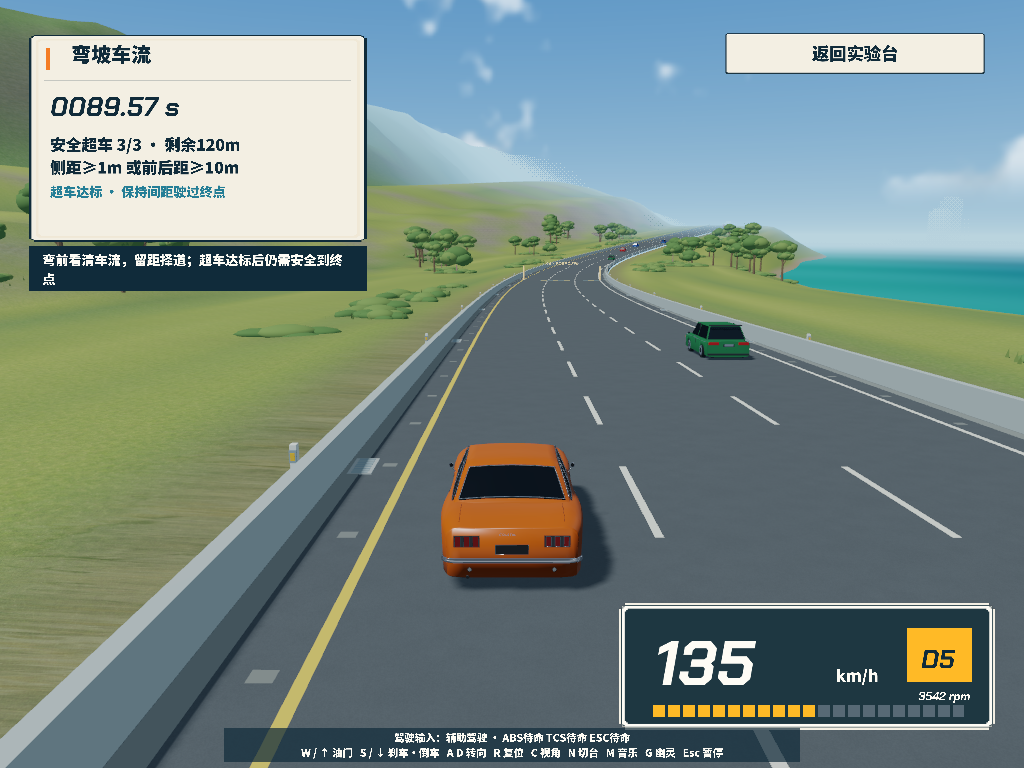 弯坡车流
返回实验台
0089.57 s
安全超车 3/3 · 剩余120m
侧距≥1m 或前后距≥10m
超车达标 · 保持间距驶过终点
弯前看清车流，留距择道；超车达标后仍需安全到终
点
135
km/h
D5
3542 rpm
驾驶输入：辅助驾驶 · ABS待命 TCS待命 ESC待命
W / ↑ 油门 S / ↓ 刹车·倒车 A D 转向 R 复位 C 视角 N 切台 M 音乐 G 幽灵 Esc 暂停